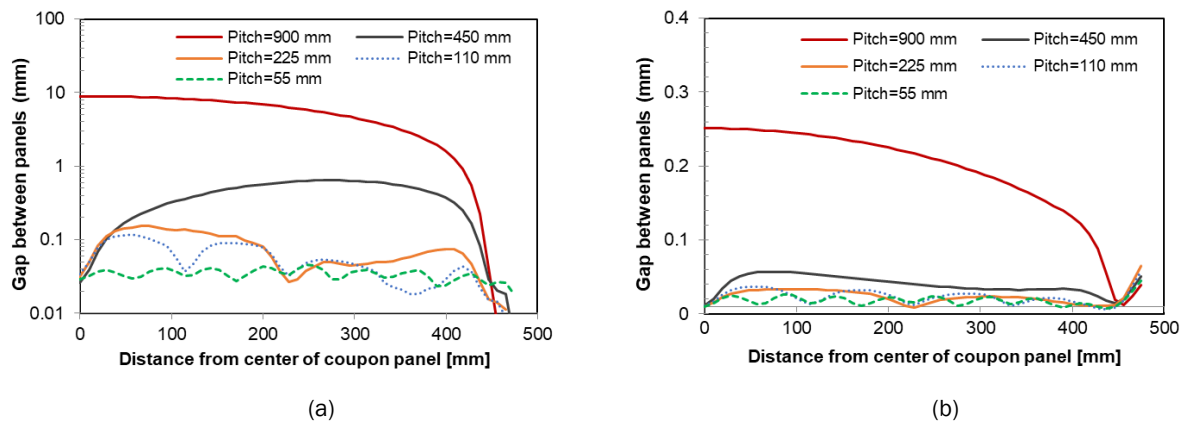 100
10
1
0.1
0.01
Gap between panels (mm)
Pitch=900 mm
Pitch=450 mm
Pitch=225 mm
Pitch=110 mm
Pitch=55 mm
0 100 200 300 400 500
Distance from center of coupon panel [mm]
(a)
0.4
0.3
0.2
0.1
0
Gap between panels (mm)
Pitch=900 mm
Pitch=450 mm
Pitch=225 mm
Pitch=110 mm
Pitch=55 mm
0 100 200 300 400 500
Distance from center of coupon panel [mm]
(b)